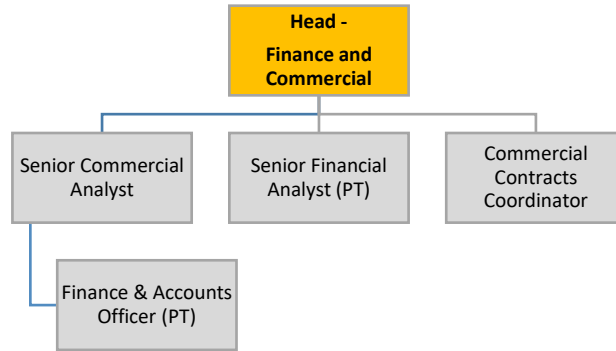 Head -
Finance and
Commercial
Senior Commercial
Analyst
Senior Financial
Analyst (PT)
Commercial
Contracts
Coordinator
Finance & Accounts
Officer (PT)